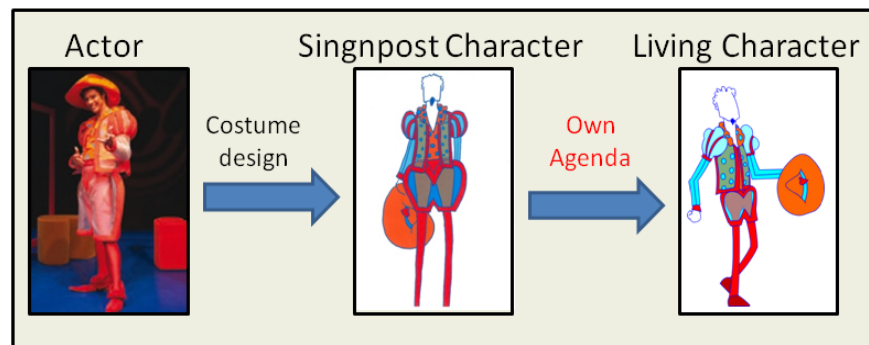 Actor
Singnpost Character
Living Character
Costume
design
Own
Agenda